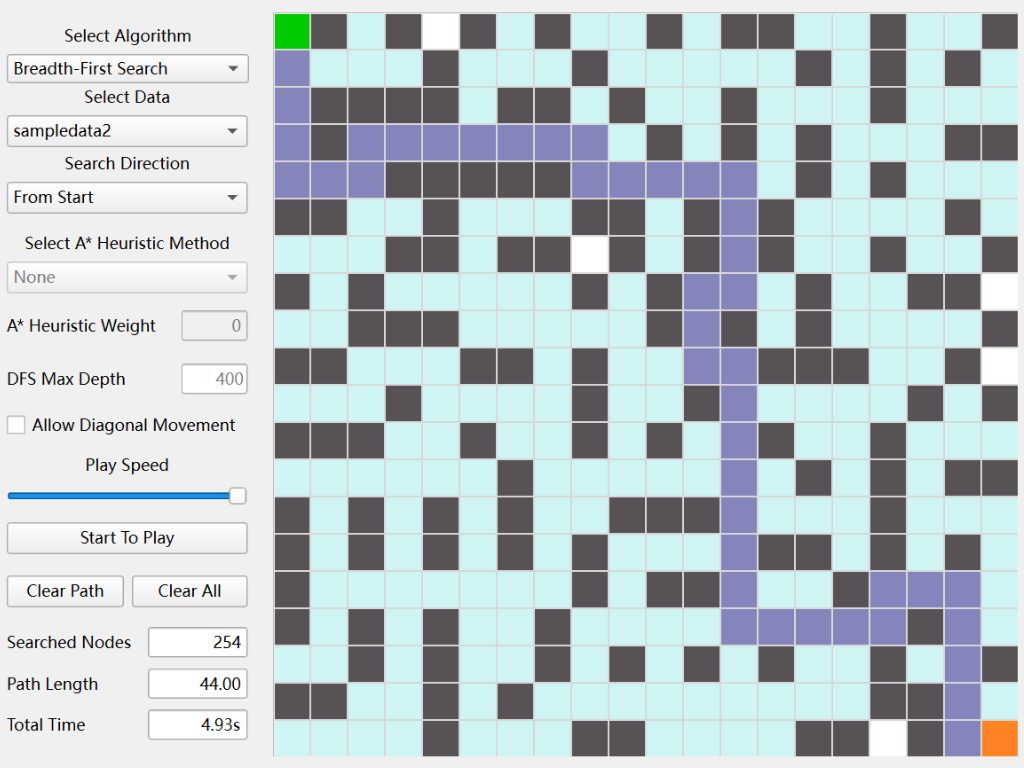 Select Algorithm
Breadth-First Search
Select Data
sampledata2
Search Direction
From Start
Select A* Heuristic Method
None
A* Heuristic Weight 0
DFS Max Depth 400
Allow Diagonal Movement
Play Speed
Start To Play
Clear Path Clear All
Searched Nodes 254
Path Length 44.00
Total Time 4.93s